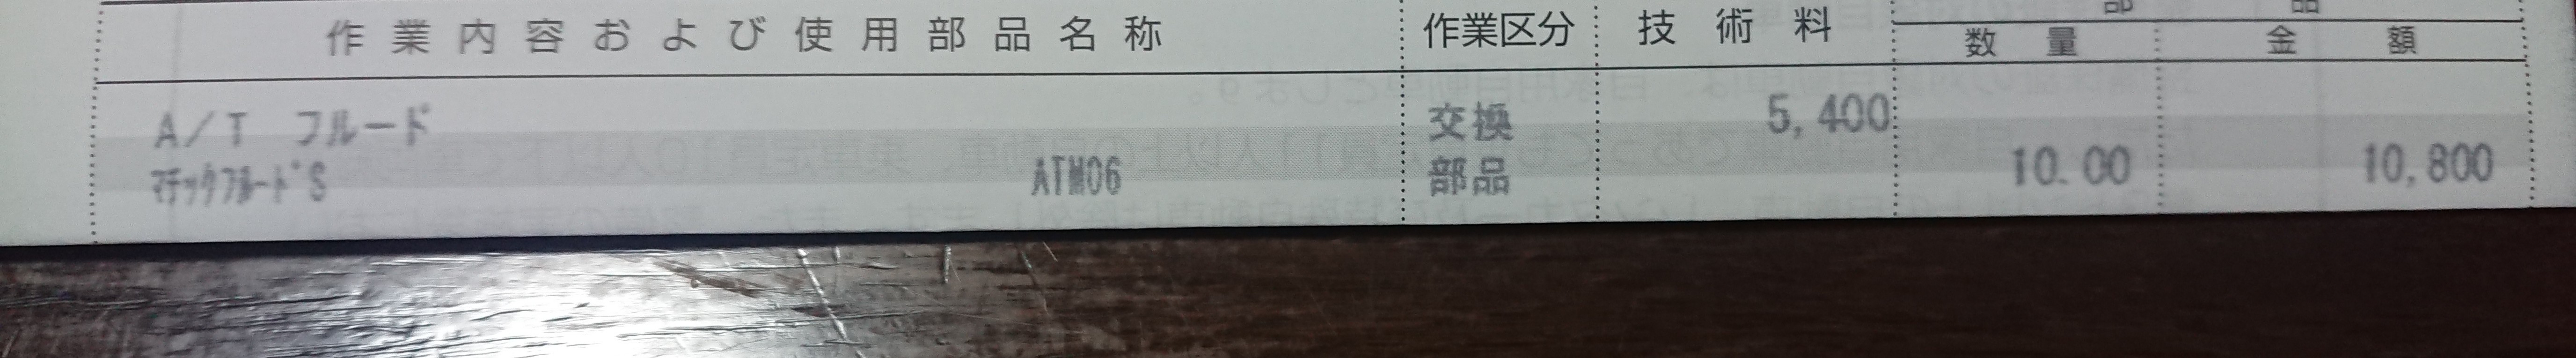 部 品
作業内容および使用部品名称 作業区分 技術料 数量 金額
A/T フルード 交換 5,400
ﾏﾁｯｸﾌﾙｰﾄﾞS ATM06 部品 10.00 10,800